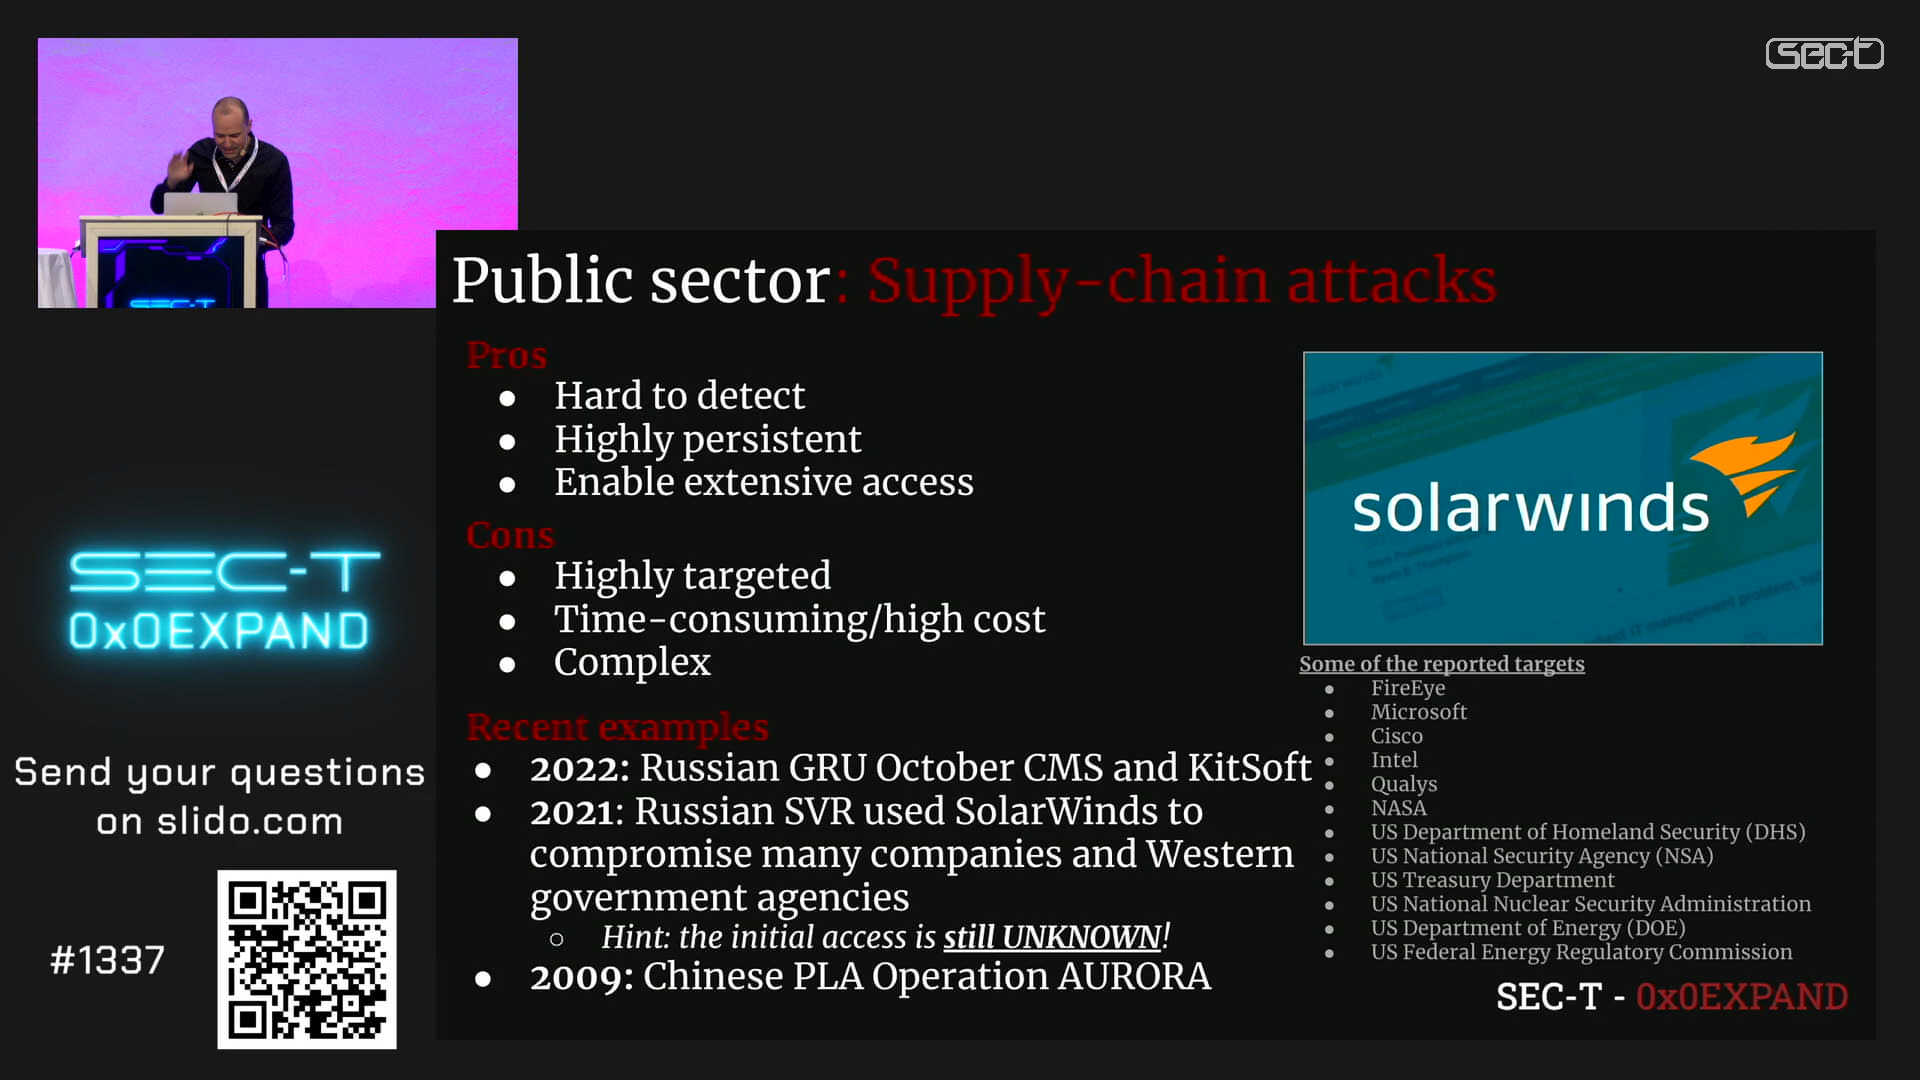 sec-t
SEC-T
Public sector: Supply-chain attacks
Pros
● Hard to detect
● Highly persistent
● Enable extensive access
Cons
● Highly targeted
● Time-consuming/high cost
● Complex
Recent examples
● 2022: Russian GRU October CMS and KitSoft
● 2021: Russian SVR used SolarWinds to
compromise many companies and Western
government agencies
○ Hint: the initial access is still UNKNOWN!
● 2009: Chinese PLA Operation AURORA
solarwinds
Some of the reported targets
● FireEye
● Microsoft
● Cisco
● Intel
● Qualys
● NASA
● US Department of Homeland Security (DHS)
● US National Security Agency (NSA)
● US Treasury Department
● US National Nuclear Security Administration
● US Department of Energy (DOE)
● US Federal Energy Regulatory Commission
SEC-T - 0x0EXPAND
SEC-T
0x0EXPAND
Send your questions
on slido.com
#1337